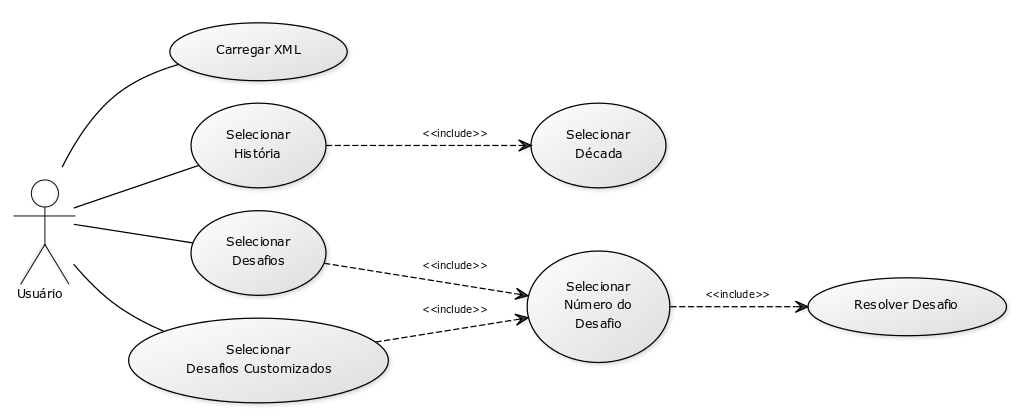 Carregar XML
Selecionar
História
<<include>>
Selecionar
Década
Usuário
Selecionar
Desafios
<<include>>
Selecionar
Número do
Desafio
<<include>>
Resolver Desafio
<<include>>
Selecionar
Desafios Customizados